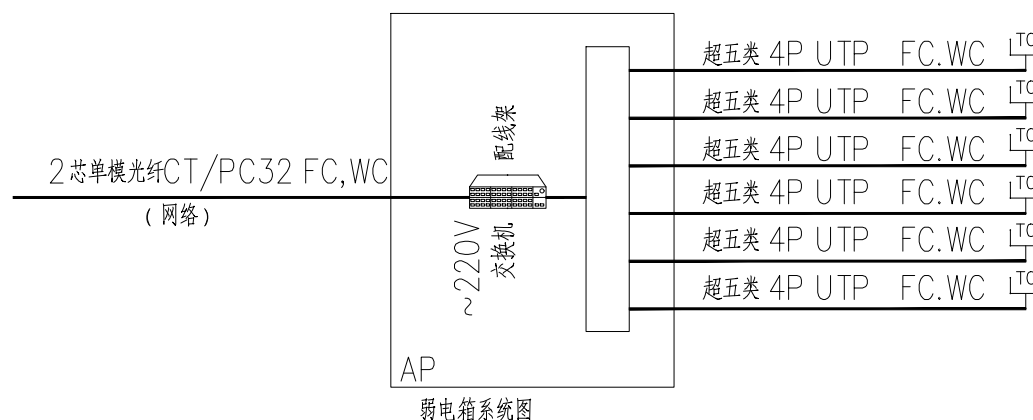 超五类 4P UTP FC.WC TO
超五类 4P UTP FC.WC TO
超五类 4P UTP FC.WC TO
超五类 4P UTP FC.WC TO
超五类 4P UTP FC.WC TO
超五类 4P UTP FC.WC TO
2芯单模光纤CT/PC32 FC,WC
(网络)
配线架
~220V
交换机
AP
弱电箱系统图